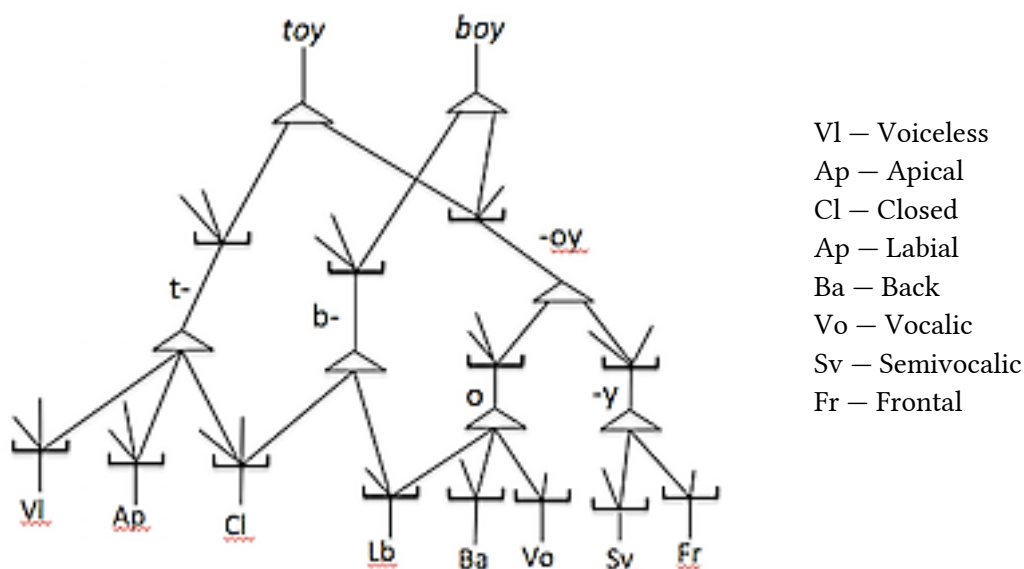 toy boy
-oy
t-
b-
o -y
Vl Ap Cl
Lb Ba Vo Sv Fr
Vl — Voiceless
Ap — Apical
Cl — Closed
Ap — Labial
Ba — Back
Vo — Vocalic
Sv — Semivocalic
Fr — Frontal